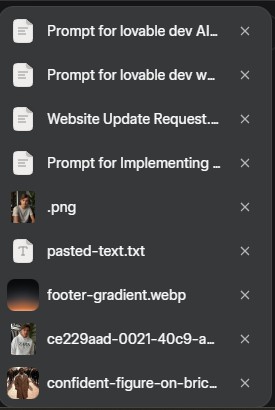 Prompt for lovable dev AI...
Prompt for lovable dev w...
Website Update Request....
Prompt for Implementing ...
.png
pasted-text.txt
footer-gradient.webp
ce229aad-0021-40c9-a...
confident-figure-on-bric...